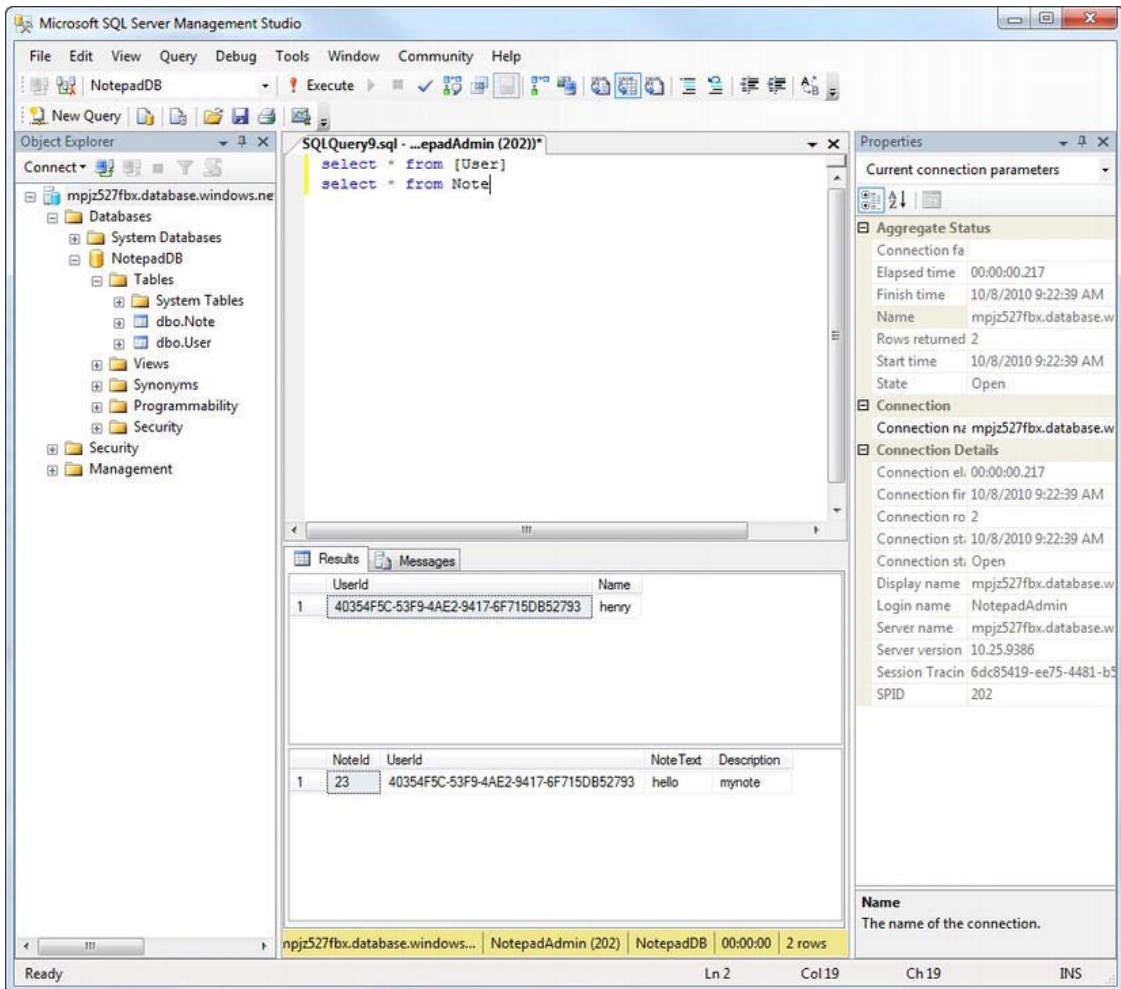 Microsoft SQL Server Management Studio
File Edit View Query Debug Tools Window Community Help
NotepadDB Execute
New Query
Object Explorer
Connect
mpjz527fbx.database.windows.ne
Databases
System Databases
NotepadDB
Tables
System Tables
dbo.Note
dbo.User
Views
Synonyms
Programmability
Security
Security
Management
SQLQuery9.sql - ...epadAdmin (202))*
select * from [User]
select * from Note
Results Messages
UserId Name
1 40354F5C-53F9-4AE2-9417-6F715DB52793 henry
NoteId UserId NoteText Description
1 23 40354F5C-53F9-4AE2-9417-6F715DB52793 hello mynote
npjz527fbx.database.windows... NotepadAdmin (202) NotepadDB 00:00:00 2 rows
Properties
Current connection parameters
Aggregate Status
Connection fa
Elapsed time 00:00:00.217
Finish time 10/8/2010 9:22:39 AM
Name mpjz527fbx.database.w
Rows returned 2
Start time 10/8/2010 9:22:39 AM
State Open
Connection
Connection na mpjz527fbx.database.w
Connection Details
Connection el 00:00:00.217
Connection fir 10/8/2010 9:22:39 AM
Connection ro 2
Connection st 10/8/2010 9:22:39 AM
Connection st Open
Display name mpjz527fbx.database.w
Login name NotepadAdmin
Server name mpjz527fbx.database.w
Server version 10.25.9386
Session Tracin 6dc85419-ee75-4481-b5
SPID 202
Name
The name of the connection.
Ready Ln 2 Col 19 Ch 19 INS